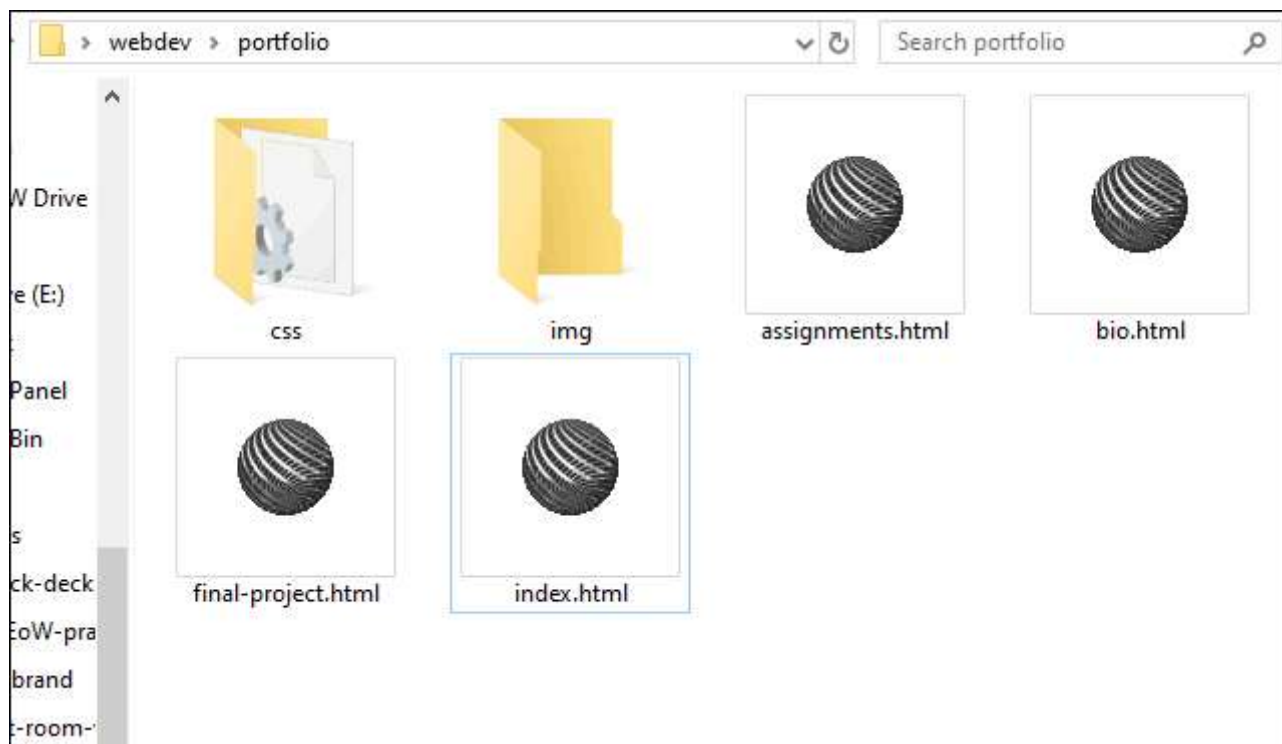 webdev > portfolio
Search portfolio
W Drive
e (E:)
Panel
Bin
s
ck-deck
EoW-pra
brand
t-room-
css
img
assignments.html
bio.html
final-project.html
index.html